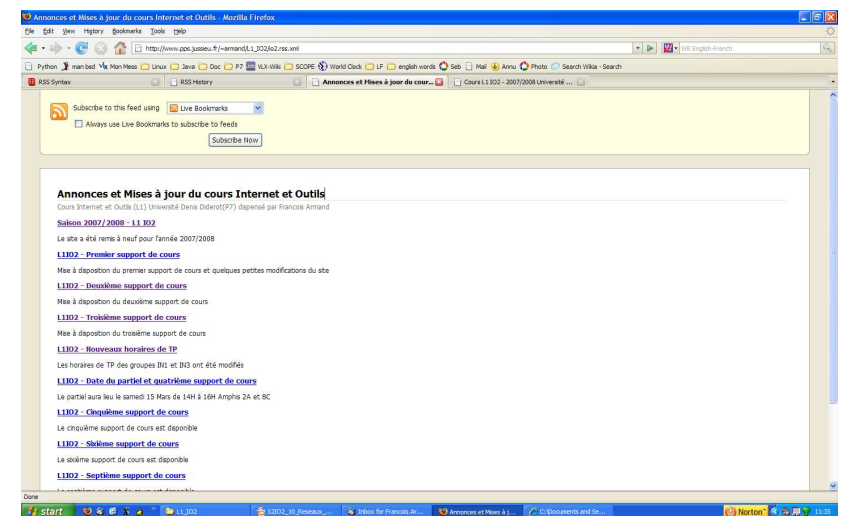 Annonces et Mises à jour du cours Internet et Outils - Mozilla Firefox
File Edit View History Bookmarks Tools Help
http://www.pps.jussieu.fr/~armand/L1_IO2/io2.rss.xml WR English-French
Python man bsd Mon Mess Linux Java Doc P7 VLX-Wiki SCOPE World Clock LF english words Seb Mail Annu Photo Search Wikia - Search
RSS Syntax RSS History Annonces et Mises à jour du cour... Cours L1 IO2 - 2007/2008 Université ...
Subscribe to this feed using Live Bookmarks
Always use Live Bookmarks to subscribe to feeds
Subscribe Now
Annonces et Mises à jour du cours Internet et Outils
Cours Internet et Outils (L1) Université Denis Diderot(P7) dispensé par Francois Armand
Saison 2007/2008 - L1 IO2
Le site a été remis à neuf pour l'année 2007/2008
L1IO2 - Premier support de cours
Mise à disposition du premier support de cours et quelques petites modifications du site
L1IO2 - Deuxième support de cours
Mise à disposition du deuxième support de cours
L1IO2 - Troisième support de cours
Mise à disposition du troisième support de cours
L1IO2 - Nouveaux horaires de TP
Les horaires de TP des groupes IN1 et IN3 ont été modifiés
L1IO2 - Date du partiel et quatrième support de cours
Le partiel aura lieu le samedi 15 Mars de 14H à 16H Amphis 2A et 8C
L1IO2 - Cinquième support de cours
Le cinquième support de cours est disponible
L1IO2 - Sixième support de cours
Le sixième support de cours est disponible
L1IO2 - Septième support de cours
Done
start L1_IO2 S2IO2_10_Reseaux_... Inbox for Francois.Ar... Annonces et Mises à j... C:\Documents and Se... Norton 11:35